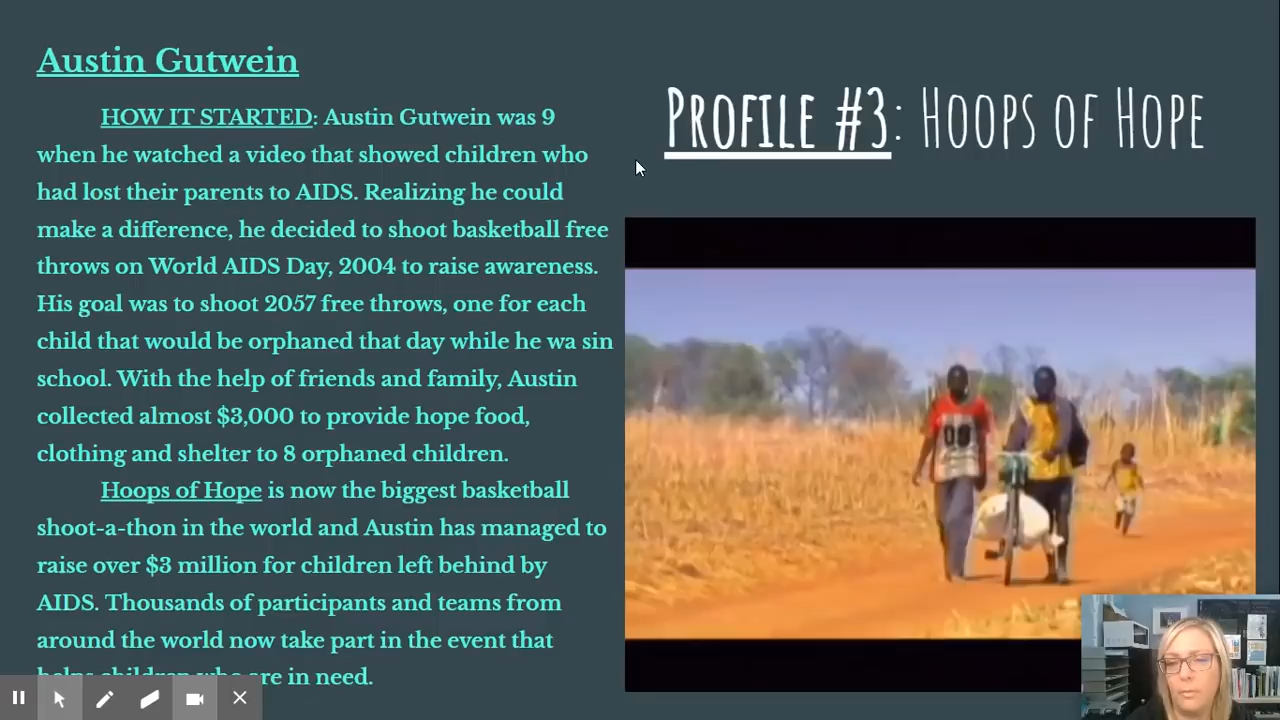 Austin Gutwein
HOW IT STARTED: Austin Gutwein was 9
when he watched a video that showed children who
had lost their parents to AIDS. Realizing he could
make a difference, he decided to shoot basketball free
throws on World AIDS Day, 2004 to raise awareness.
His goal was to shoot 2057 free throws, one for each
child that would be orphaned that day while he wa sin
school. With the help of friends and family, Austin
collected almost $3,000 to provide hope food,
clothing and shelter to 8 orphaned children.
Hoops of Hope is now the biggest basketball
shoot-a-thon in the world and Austin has managed to
raise over $3 million for children left behind by
AIDS. Thousands of participants and teams from
around the world now take part in the event that
helps children who are in need.
Profile #3: Hoops of Hope
09